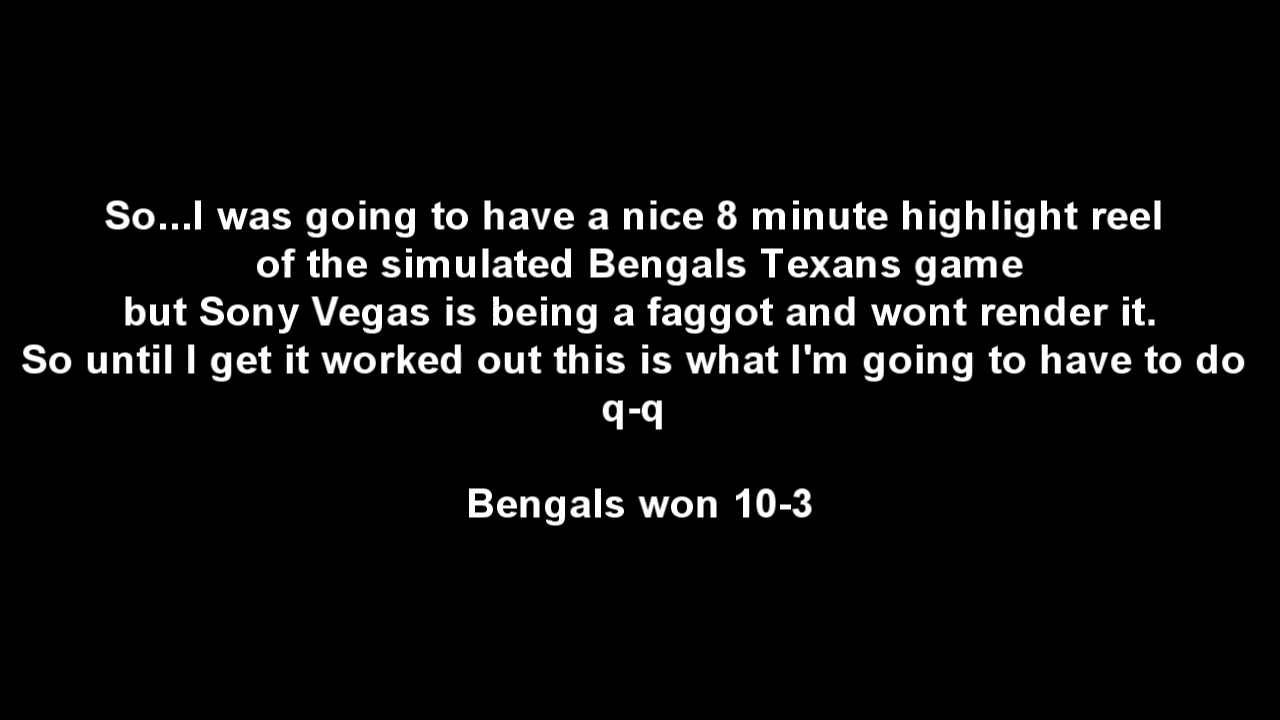 So...I was going to have a nice 8 minute highlight reel
of the simulated Bengals Texans game
but Sony Vegas is being a faggot and wont render it.
So until I get it worked out this is what I'm going to have to do
q-q
Bengals won 10-3